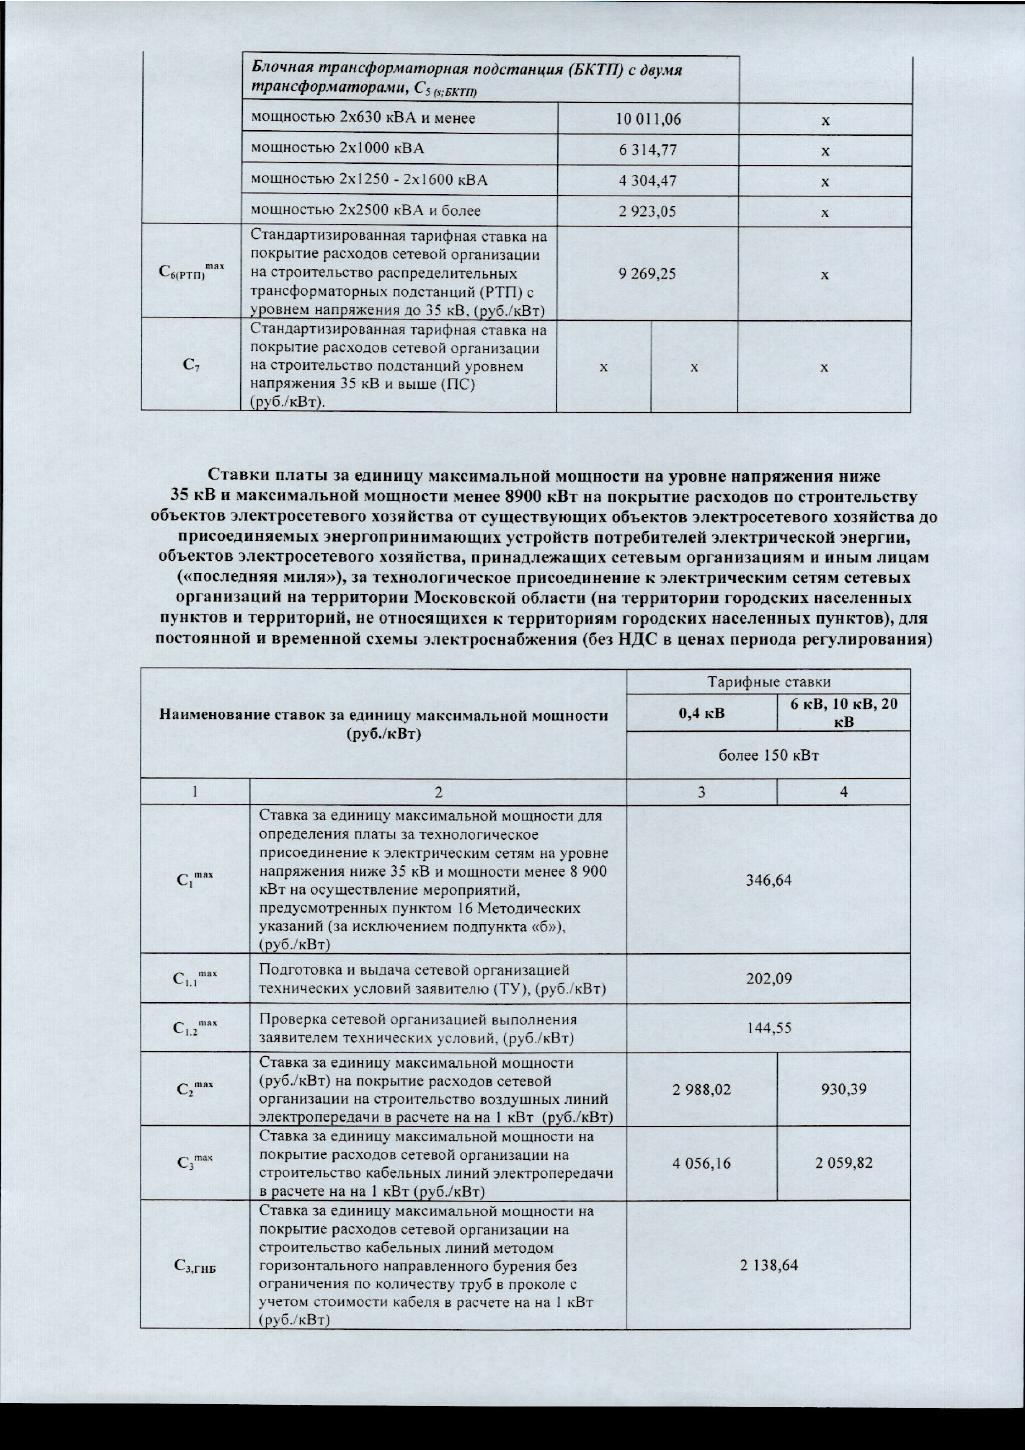 Блочная трансформаторная подстанция (БКТП) с двумя
трансформаторами, C5 (s;БКТП)
мощностью 2х630 кВА и менее
10 011,06
х
мощностью 2х1000 кВА
6 314,77
х
мощностью 2х1250 - 2х1600 кВА
4 304,47
х
мощностью 2х2500 кВА и более
2 923,05
х
C6(РТП)max
Стандартизированная тарифная ставка на
покрытие расходов сетевой организации
на строительство распределительных
трансформаторных подстанций (РТП) с
уровнем напряжения до 35 кВ, (руб./кВт)
9 269,25
х
C7
Стандартизированная тарифная ставка на
покрытие расходов сетевой организации
на строительство подстанций уровнем
напряжения 35 кВ и выше (ПС)
(руб./кВт).
х
х
х
Ставки платы за единицу максимальной мощности на уровне напряжения ниже
35 кВ и максимальной мощности менее 8900 кВт на покрытие расходов по строительству
объектов электросетевого хозяйства от существующих объектов электросетевого хозяйства до
присоединяемых энергопринимающих устройств потребителей электрической энергии,
объектов электросетевого хозяйства, принадлежащих сетевым организациям и иным лицам
(«последняя миля»), за технологическое присоединение к электрическим сетям сетевых
организаций на территории Московской области (на территории городских населенных
пунктов и территорий, не относящихся к территориям городских населенных пунктов), для
постоянной и временной схемы электроснабжения (без НДС в ценах периода регулирования)
Наименование ставок за единицу максимальной мощности
(руб./кВт)
Тарифные ставки
0,4 кВ
6 кВ, 10 кВ, 20
кВ
более 150 кВт
1
2
3
4
C1max
Ставка за единицу максимальной мощности для
определения платы за технологическое
присоединение к электрическим сетям на уровне
напряжения ниже 35 кВ и мощности менее 8 900
кВт на осуществление мероприятий,
предусмотренных пунктом 16 Методических
указаний (за исключением подпункта «б»),
(руб./кВт)
346,64
C1.1max
Подготовка и выдача сетевой организацией
технических условий заявителю (ТУ), (руб./кВт)
202,09
C1.2max
Проверка сетевой организацией выполнения
заявителем технических условий, (руб./кВт)
144,55
C2max
Ставка за единицу максимальной мощности
(руб./кВт) на покрытие расходов сетевой
организации на строительство воздушных линий
электропередачи в расчете на на 1 кВт (руб./кВт)
2 988,02
930,39
C3max
Ставка за единицу максимальной мощности на
покрытие расходов сетевой организации на
строительство кабельных линий электропередачи
в расчете на на 1 кВт (руб./кВт)
4 056,16
2 059,82
C3,ГНБ
Ставка за единицу максимальной мощности на
покрытие расходов сетевой организации на
строительство кабельных линий методом
горизонтального направленного бурения без
ограничения по количеству труб в проколе с
учетом стоимости кабеля в расчете на на 1 кВт
(руб./кВт)
2 138,64